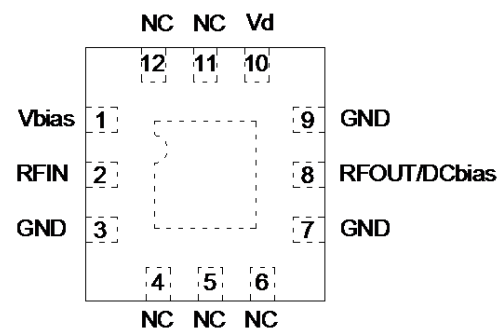 NC NC Vd
12 11 10
Vbias 1 9 GND
RFIN 2 8 RFOUT/DCbias
GND 3 7 GND
4 5 6
NC NC NC